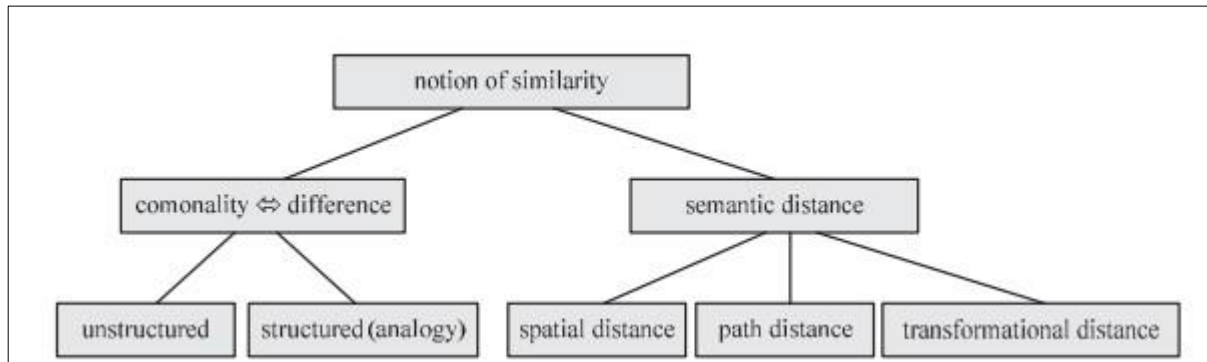 notion of similarity
comonality ⇔ difference
semantic distance
unstructured
structured (analogy)
spatial distance
path distance
transformational distance